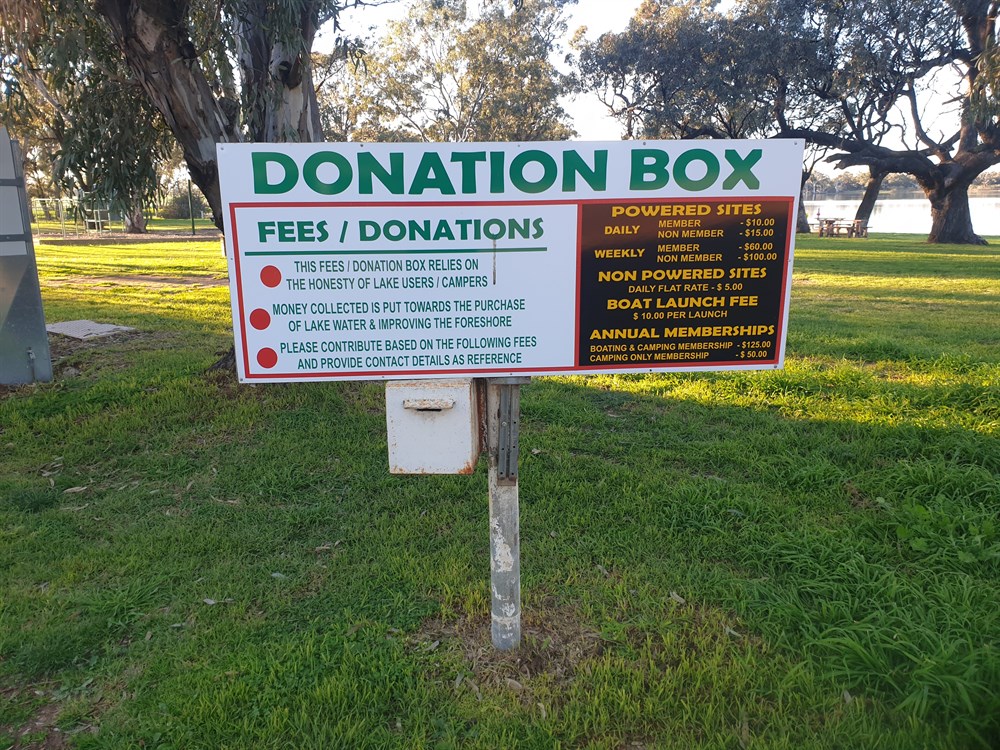 DONATION BOX
FEES / DONATIONS
THIS FEES / DONATION BOX RELIES ON
THE HONESTY OF LAKE USERS / CAMPERS
MONEY COLLECTED IS PUT TOWARDS THE PURCHASE
OF LAKE WATER & IMPROVING THE FORESHORE
PLEASE CONTRIBUTE BASED ON THE FOLLOWING FEES
AND PROVIDE CONTACT DETAILS AS REFERENCE
POWERED SITES
DAILY MEMBER - $10.00
NON MEMBER - $15.00
WEEKLY MEMBER - $60.00
NON MEMBER - $100.00
NON POWERED SITES
DAILY FLAT RATE - $ 5.00
BOAT LAUNCH FEE
$ 10.00 PER LAUNCH
ANNUAL MEMBERSHIPS
BOATING & CAMPING MEMBERSHIP - $125.00
CAMPING ONLY MEMBERSHIP - $ 50.00